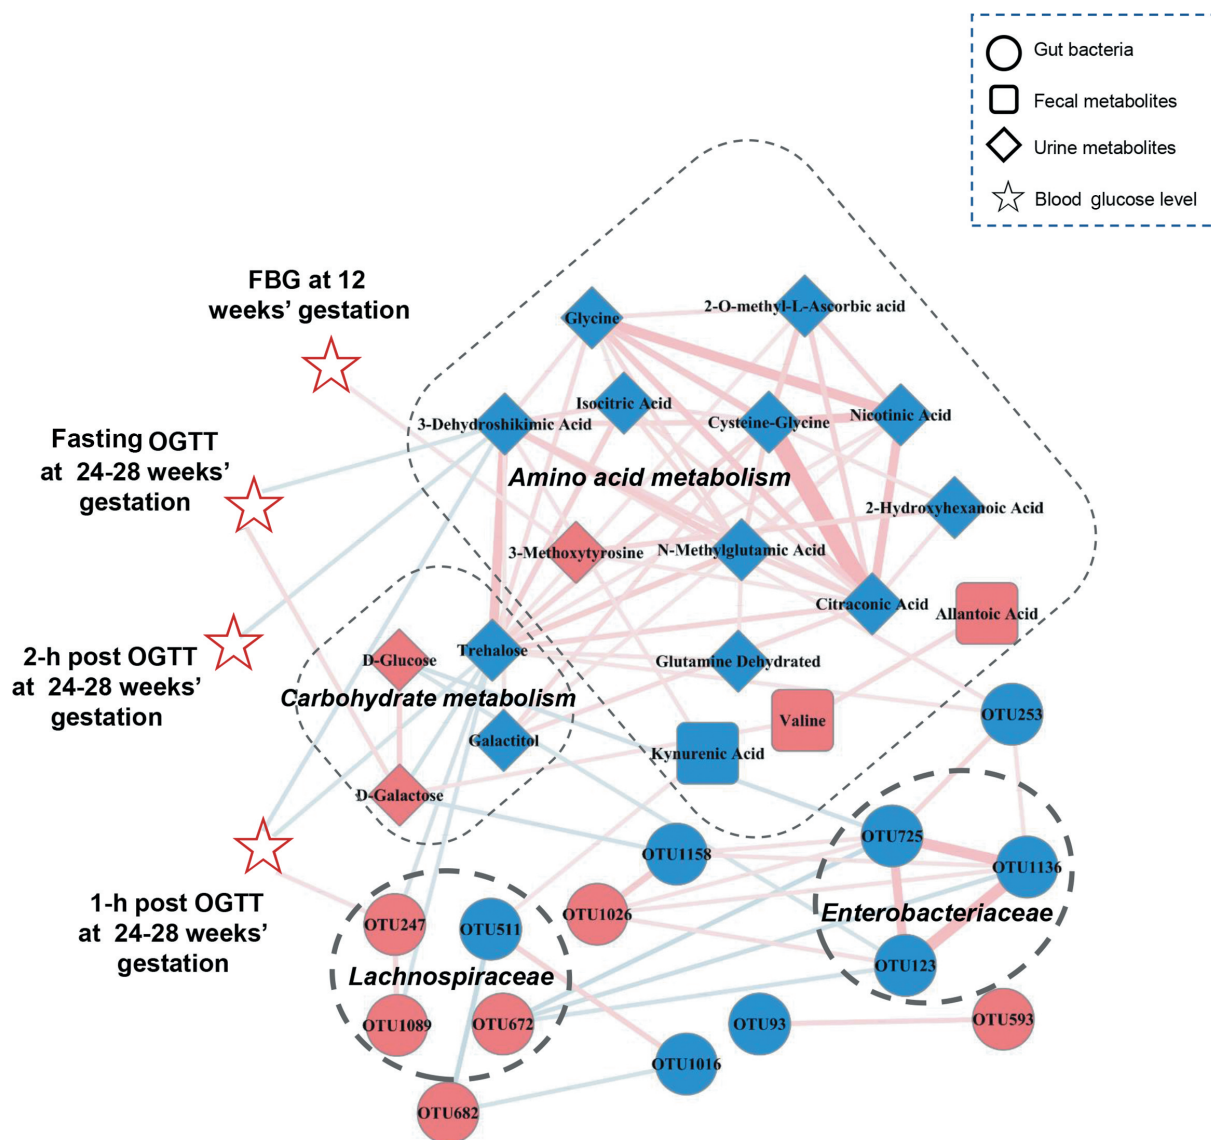 Gut bacteria
Fecal metabolites
Urine metabolites
Blood glucose level
FBG at 12
weeks’ gestation
Fasting OGTT
at 24-28 weeks’
gestation
2-h post OGTT
at 24-28 weeks’
gestation
1-h post OGTT
at 24-28 weeks’
gestation
Glycine
2-O-methyl-L-Ascorbic acid
Isocitric Acid
3-Dehydroshikimic Acid
Cysteine-Glycine
Nicotinic Acid
Amino acid metabolism
2-Hydroxyhexanoic Acid
3-Methoxytyrosine
N-Methylglutamic Acid
Citraconic Acid
Allantoic Acid
Trehalose
D-Glucose
Glutamine Dehydrated
Carbohydrate metabolism
Galactitol
Valine
Kynurenic Acid
OTU253
D-Galactose
OTU725
OTU1158
OTU1136
OTU1026
Enterobacteriaceae
OTU247
OTU511
OTU123
Lachnospiraceae
OTU1089
OTU672
OTU93
OTU593
OTU1016
OTU682